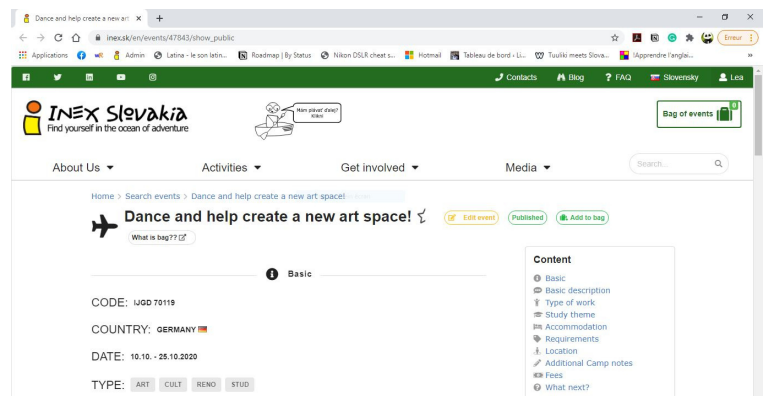 Dance and help create a new art
inex.sk/en/events/47843/show_public
Erreur
Applications
wiki
Admin
Latina - le son latin...
Roadmap | By Status
Nikon DSLR cheat s...
Hotmail
Tableau de bord ‹ Li...
Tuuliki meets Slova...
!Apprendre l'anglai...
»
Contacts
Blog
? FAQ
Slovensky
Lea
INEX Slovakia
Find yourself in the ocean of adventure
Mám plávať ďalej?
Klikni!
Bag of events
0
About Us
Activities
Get involved
Media
Search...
Home > Search events > Dance and help create a new art space!
Dance and help create a new art space!
Edit event
Published
Add to bag
What is bag??
Basic
CODE: IJGD 70119
COUNTRY: GERMANY
DATE: 10.10. - 25.10.2020
TYPE: ART CULT RENO STUD
Content
Basic
Basic description
Type of work
Study theme
Accommodation
Requirements
Location
Additional Camp notes
Fees
What next?